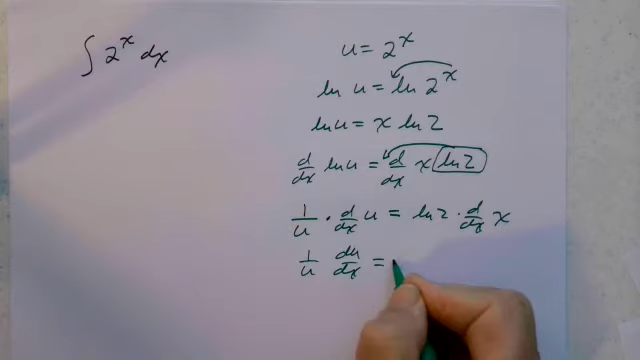 ∫ 2^x dx
u = 2^x
ln u = ln 2^x
ln u = x ln 2
d/dx ln u = d/dx x ln 2
1/u · d/dx u = ln 2 · d/dx x
1/u du/dx =